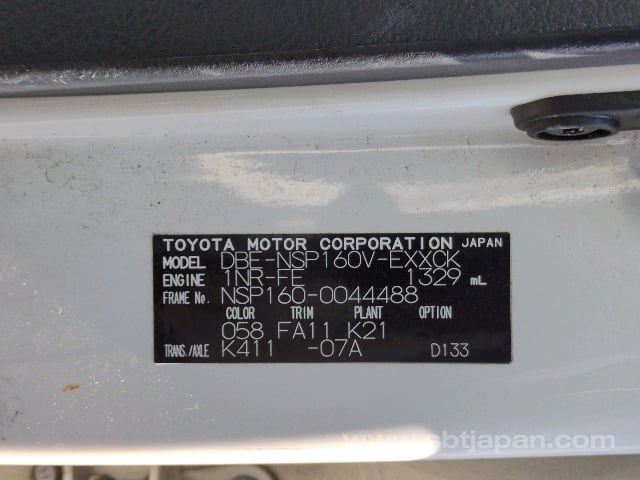 TOYOTA MOTOR CORPORATION JAPAN
MODEL DBE-NSP160V-EXXCK
ENGINE 1NR-FE 1329 mL
FRAME No. NSP160-0044488
COLOR TRIM PLANT OPTION
058 FA11 K21
TRANS./AXLE K411 -07A D133
www.sbtjapan.com